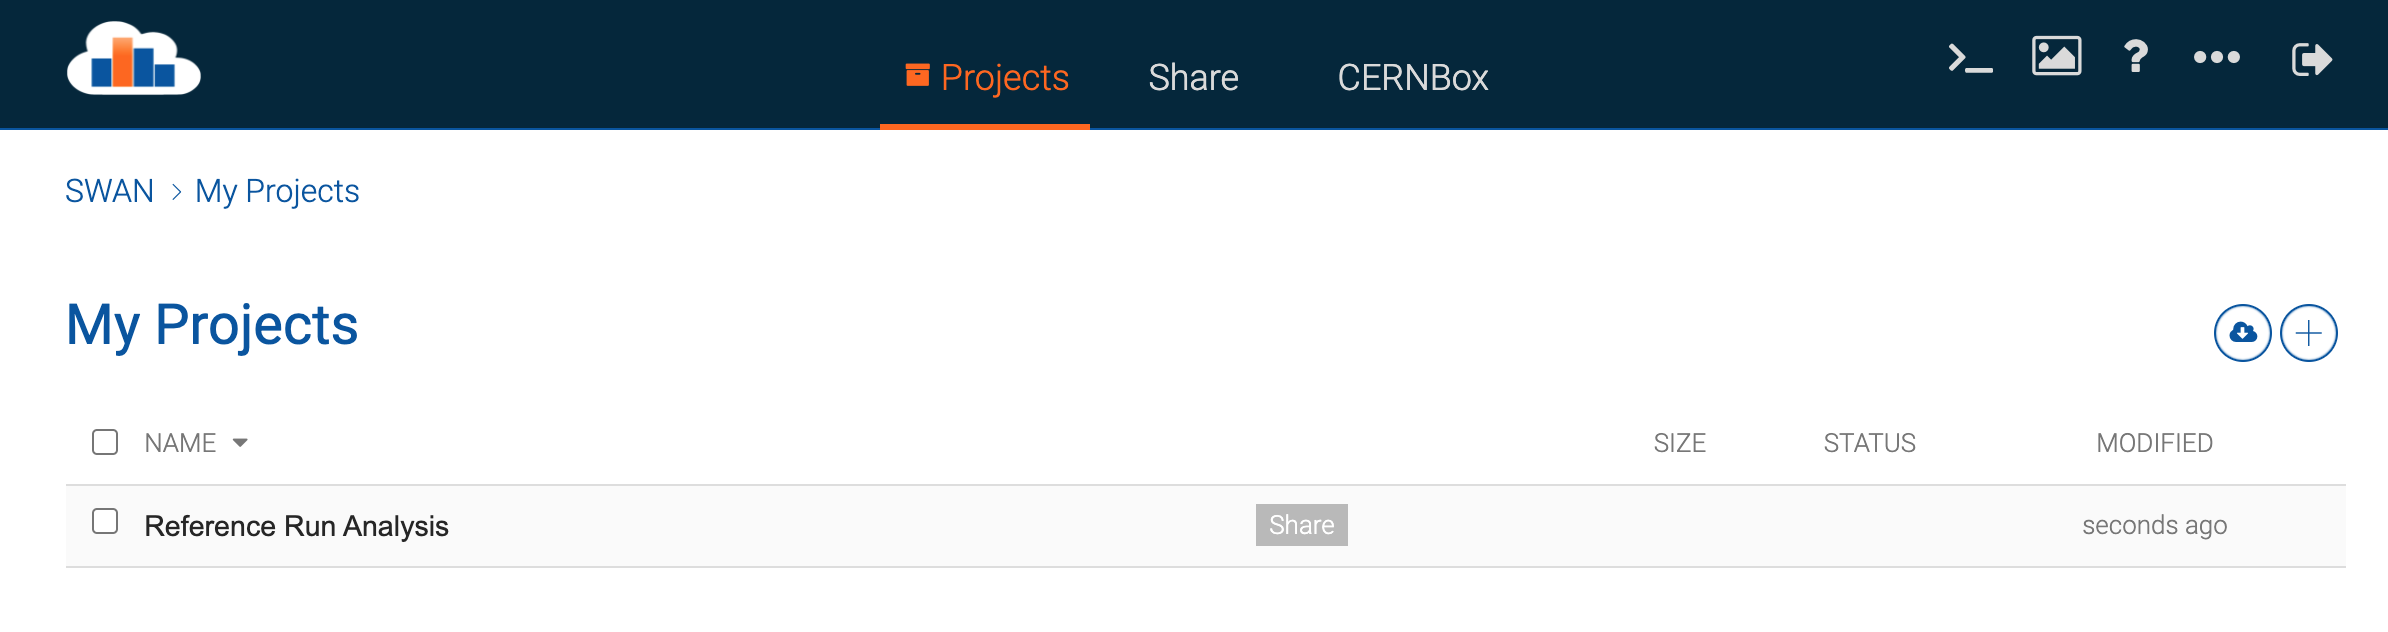 Projects Share CERNBox
SWAN > My Projects
My Projects
NAME SIZE STATUS MODIFIED
Reference Run Analysis Share seconds ago